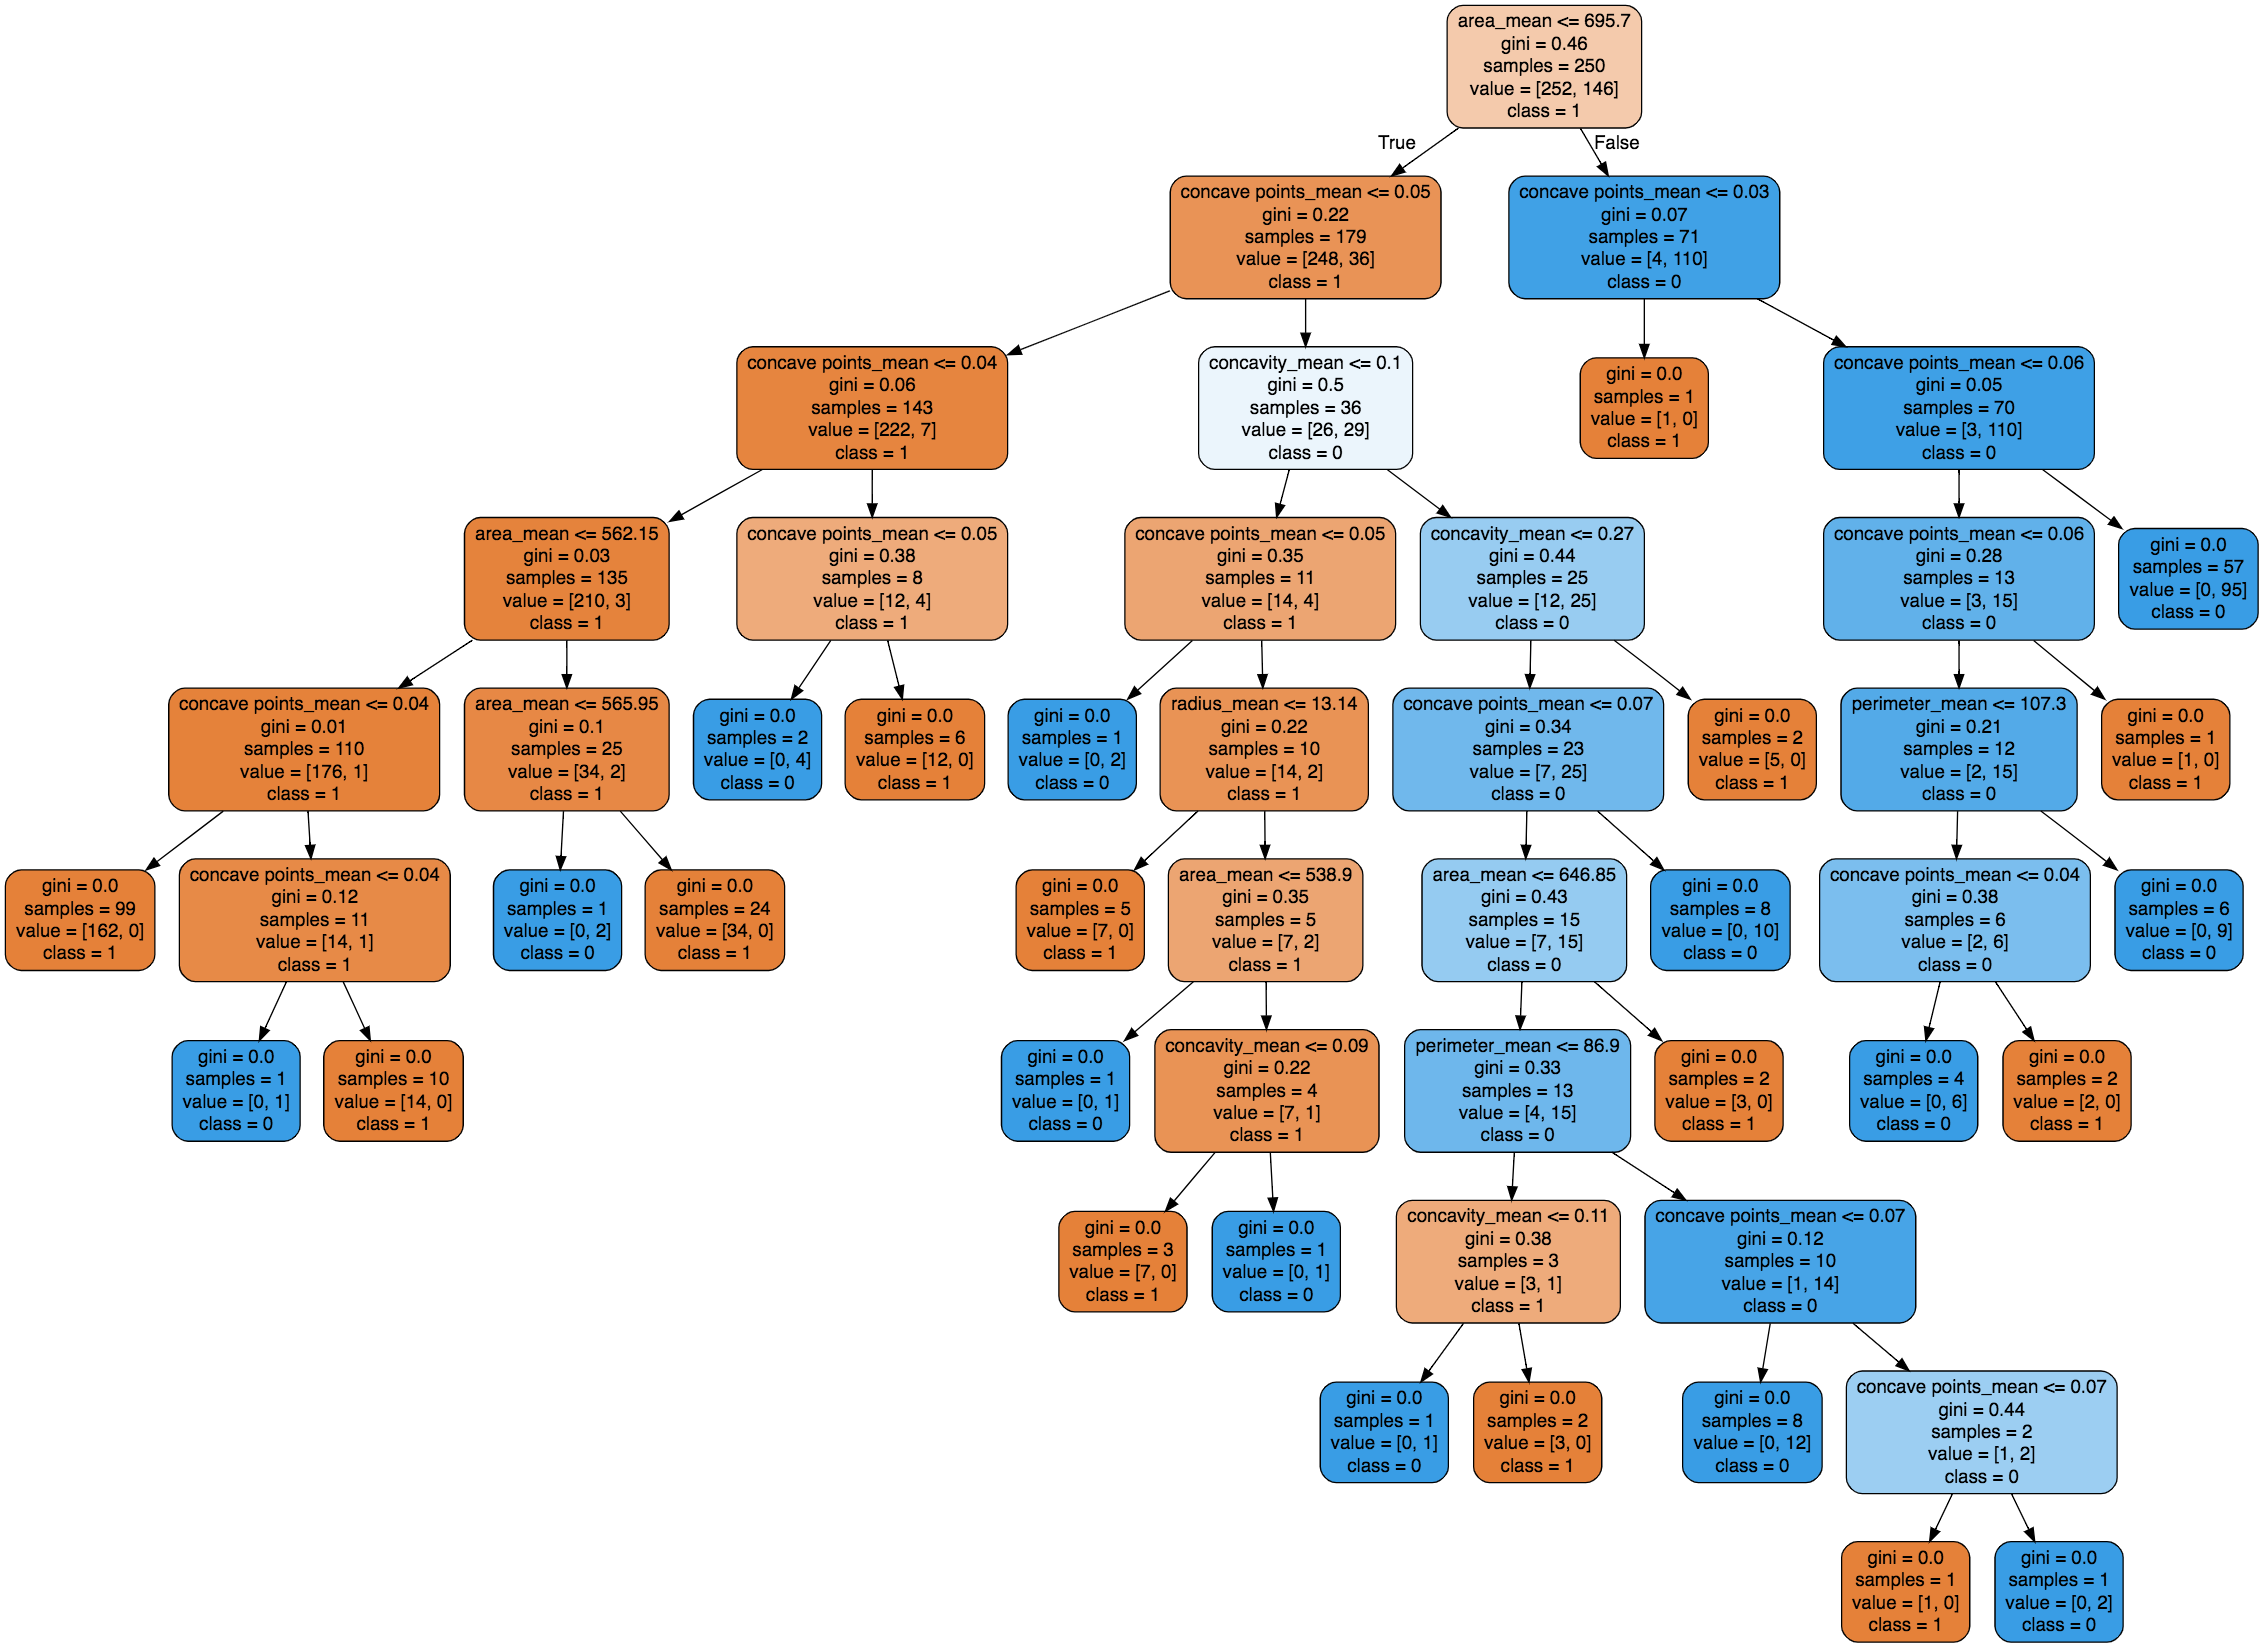 area_mean <= 695.7
gini = 0.46
samples = 250
value = [252, 146]
class = 1
True
False
concave points_mean <= 0.05
gini = 0.22
samples = 179
value = [248, 36]
class = 1
concave points_mean <= 0.03
gini = 0.07
samples = 71
value = [4, 110]
class = 0
concave points_mean <= 0.04
gini = 0.06
samples = 143
value = [222, 7]
class = 1
concavity_mean <= 0.1
gini = 0.5
samples = 36
value = [26, 29]
class = 0
gini = 0.0
samples = 1
value = [1, 0]
class = 1
concave points_mean <= 0.06
gini = 0.05
samples = 70
value = [3, 110]
class = 0
area_mean <= 562.15
gini = 0.03
samples = 135
value = [210, 3]
class = 1
concave points_mean <= 0.05
gini = 0.38
samples = 8
value = [12, 4]
class = 1
concave points_mean <= 0.05
gini = 0.35
samples = 11
value = [14, 4]
class = 1
concavity_mean <= 0.27
gini = 0.44
samples = 25
value = [12, 25]
class = 0
concave points_mean <= 0.06
gini = 0.28
samples = 13
value = [3, 15]
class = 0
gini = 0.0
samples = 57
value = [0, 95]
class = 0
concave points_mean <= 0.04
gini = 0.01
samples = 110
value = [176, 1]
class = 1
area_mean <= 565.95
gini = 0.1
samples = 25
value = [34, 2]
class = 1
gini = 0.0
samples = 2
value = [0, 4]
class = 0
gini = 0.0
samples = 6
value = [12, 0]
class = 1
gini = 0.0
samples = 1
value = [0, 2]
class = 0
radius_mean <= 13.14
gini = 0.22
samples = 10
value = [14, 2]
class = 1
concave points_mean <= 0.07
gini = 0.34
samples = 23
value = [7, 25]
class = 0
gini = 0.0
samples = 2
value = [5, 0]
class = 1
perimeter_mean <= 107.3
gini = 0.21
samples = 12
value = [2, 15]
class = 0
gini = 0.0
samples = 1
value = [1, 0]
class = 1
gini = 0.0
samples = 99
value = [162, 0]
class = 1
concave points_mean <= 0.04
gini = 0.12
samples = 11
value = [14, 1]
class = 1
gini = 0.0
samples = 1
value = [0, 2]
class = 0
gini = 0.0
samples = 24
value = [34, 0]
class = 1
gini = 0.0
samples = 5
value = [7, 0]
class = 1
area_mean <= 538.9
gini = 0.35
samples = 5
value = [7, 2]
class = 1
area_mean <= 646.85
gini = 0.43
samples = 15
value = [7, 15]
class = 0
gini = 0.0
samples = 8
value = [0, 10]
class = 0
concave points_mean <= 0.04
gini = 0.38
samples = 6
value = [2, 6]
class = 0
gini = 0.0
samples = 6
value = [0, 9]
class = 0
gini = 0.0
samples = 1
value = [0, 1]
class = 0
gini = 0.0
samples = 10
value = [14, 0]
class = 1
gini = 0.0
samples = 1
value = [0, 1]
class = 0
concavity_mean <= 0.09
gini = 0.22
samples = 4
value = [7, 1]
class = 1
perimeter_mean <= 86.9
gini = 0.33
samples = 13
value = [4, 15]
class = 0
gini = 0.0
samples = 2
value = [3, 0]
class = 1
gini = 0.0
samples = 4
value = [0, 6]
class = 0
gini = 0.0
samples = 2
value = [2, 0]
class = 1
gini = 0.0
samples = 3
value = [7, 0]
class = 1
gini = 0.0
samples = 1
value = [0, 1]
class = 0
concavity_mean <= 0.11
gini = 0.38
samples = 3
value = [3, 1]
class = 1
concave points_mean <= 0.07
gini = 0.12
samples = 10
value = [1, 14]
class = 0
gini = 0.0
samples = 1
value = [0, 1]
class = 0
gini = 0.0
samples = 2
value = [3, 0]
class = 1
gini = 0.0
samples = 8
value = [0, 12]
class = 0
concave points_mean <= 0.07
gini = 0.44
samples = 2
value = [1, 2]
class = 0
gini = 0.0
samples = 1
value = [1, 0]
class = 1
gini = 0.0
samples = 1
value = [0, 2]
class = 0